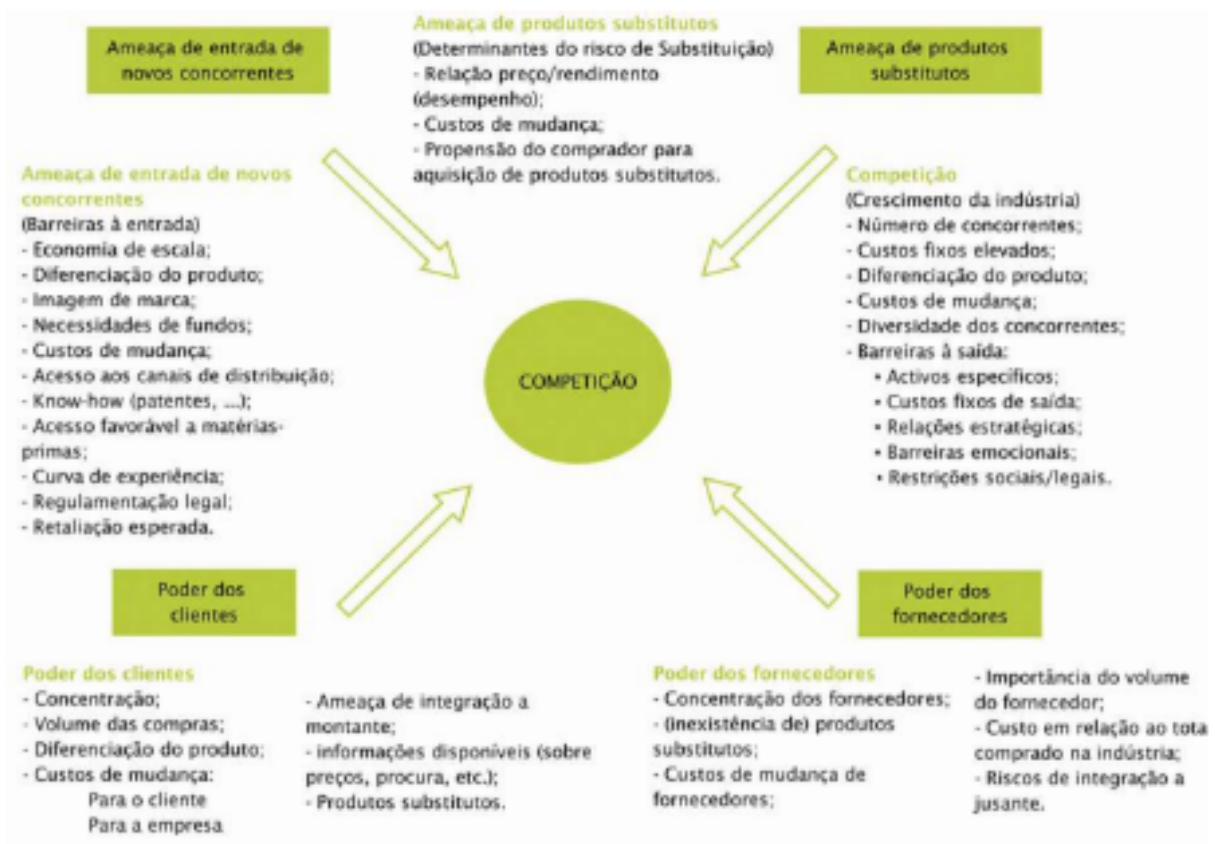 Ameaça de entrada de
novos concorrentes
Ameaça de produtos substitutos
(Determinantes do risco de Substituição)
- Relação preço/rendimento
(desempenho);
- Custos de mudança;
- Propensão do comprador para
aquisição de produtos substitutos.
Ameaça de produtos
substitutos
Ameaça de entrada de novos
concorrentes
(Barreiras à entrada)
- Economia de escala;
- Diferenciação do produto;
- Imagem de marca;
- Necessidades de fundos;
- Custos de mudança;
- Acesso aos canais de distribuição;
- Know-how (patentes, ...);
- Acesso favorável a matérias-
primas;
- Curva de experiência;
- Regulamentação legal;
- Retaliação esperada.
COMPETIÇÃO
Competição
(Crescimento da indústria)
- Número de concorrentes;
- Custos fixos elevados;
- Diferenciação do produto;
- Custos de mudança;
- Diversidade dos concorrentes;
- Barreiras à saída:
• Activos específicos;
• Custos fixos de saída;
• Relações estratégicas;
• Barreiras emocionais;
• Restrições sociais/legais.
Poder dos
clientes
Poder dos
fornecedores
Poder dos clientes
- Concentração;
- Volume das compras;
- Diferenciação do produto;
- Custos de mudança:
Para o cliente
Para a empresa
- Ameaça de integração a
montante;
- informações disponíveis (sobre
preços, procura, etc.);
- Produtos substitutos.
Poder dos fornecedores
- Concentração dos fornecedores;
- (inexistência de) produtos
substitutos;
- Custos de mudança de
fornecedores;
- Importância do volume
do fornecedor;
- Custo em relação ao tota
comprado na indústria;
- Riscos de integração a
jusante.